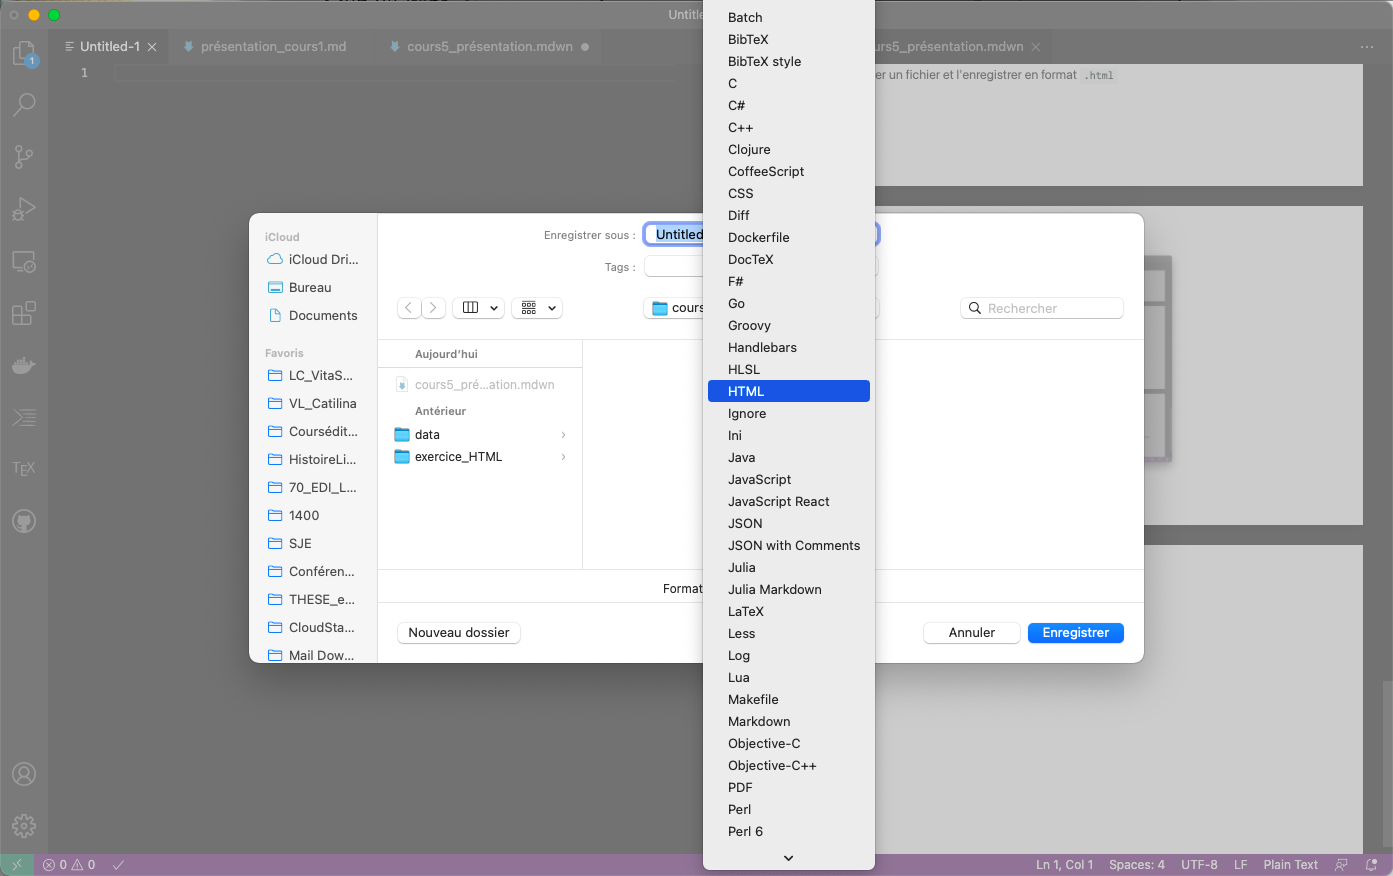 Untitle
1
Untitled-1
présentation_cours1.md
cours5_présentation.mdwn
urs5_présentation.mdwn
1
er un fichier et l'enregistrer en format .html
iCloud
iCloud Dri...
Bureau
Documents
Favoris
LC_VitaS...
VL_Catilina
Coursédit...
HistoireLi...
70_EDI_L...
1400
SJE
Conféren...
THESE_e...
CloudSta...
Mail Dow...
Enregistrer sous :
Untitled
Tags :
cours
Rechercher
Aujourd'hui
cours5_pré...ation.mdwn
Antérieur
data
exercice_HTML
Format
Nouveau dossier
Annuler
Enregistrer
Batch
BibTeX
BibTeX style
C
C#
C++
Clojure
CoffeeScript
CSS
Diff
Dockerfile
DocTeX
F#
Go
Groovy
Handlebars
HLSL
HTML
Ignore
Ini
Java
JavaScript
JavaScript React
JSON
JSON with Comments
Julia
Julia Markdown
LaTeX
Less
Log
Lua
Makefile
Markdown
Objective-C
Objective-C++
PDF
Perl
Perl 6
TEX
0 0
Ln 1, Col 1
Spaces: 4
UTF-8
LF
Plain Text